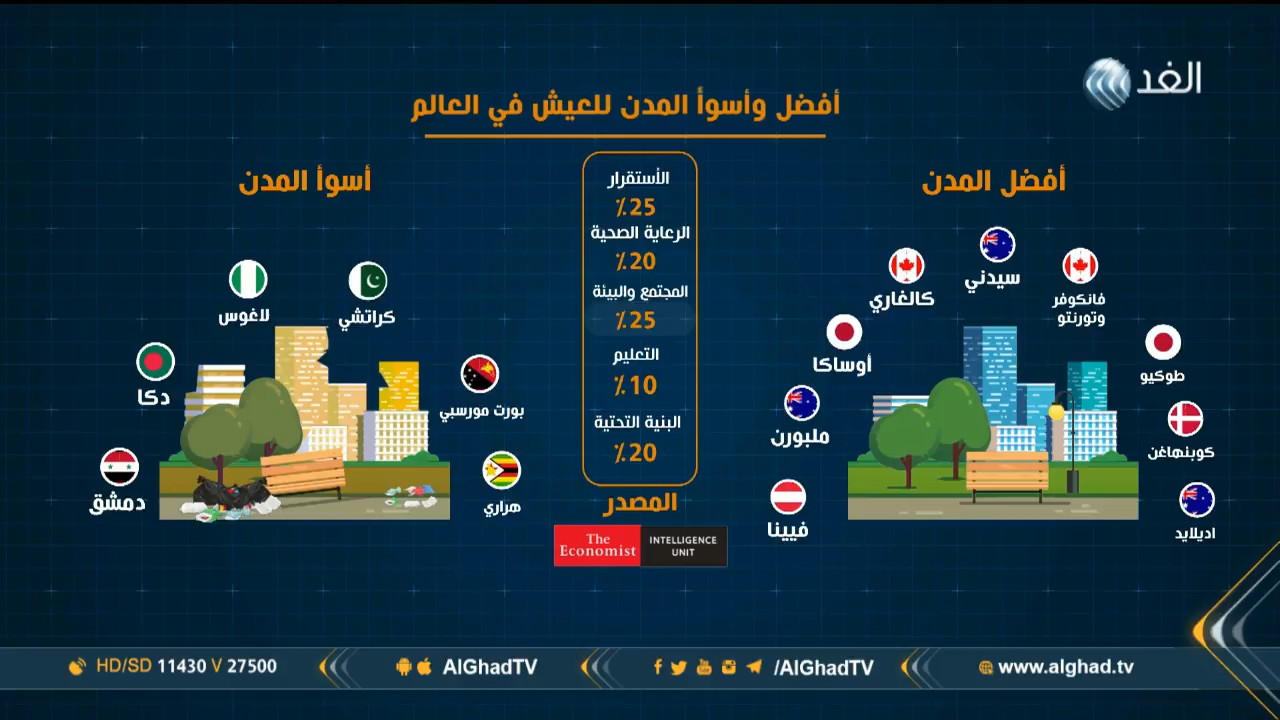 الغد
أفضل وأسوأ المدن للعيش في العالم
أفضل المدن
سيدني
فانكوفر
وتورنتو
كالغاري
طوكيو
أوساكا
كوبنهاغن
ملبورن
اديلايد
فيينا
الأستقرار
٪25
الرعاية الصحية
٪20
المجتمع والبيئة
٪25
التعليم
٪10
البنية التحتية
٪20
المصدر
The
Economist
INTELLIGENCE
UNIT
أسوأ المدن
كراتشي
لاغوس
بورت مورسبي
دكا
هراري
دمشق
HD/SD 11430 V 27500
AlGhadTV
/AlGhadTV
www.alghad.tv